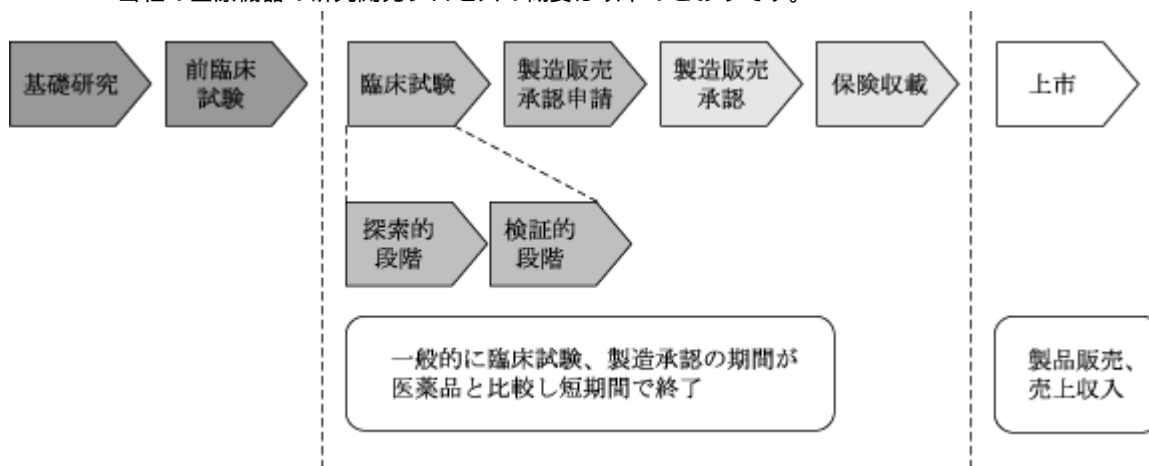 基礎研究
前臨床
試験
臨床試験
製造販売
承認申請
製造販売
承認
保険収載
上市
探索的
段階
検証的
段階
一般的に臨床試験、製造承認の期間が
医薬品と比較し短期間で終了
製品販売、
売上収入